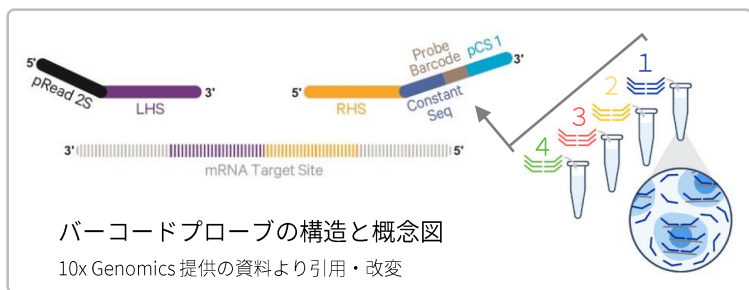 5'
pRead 2S
LHS
3'
5'
RHS
Constant
Seq
Probe
Barcode
pCS 1
3'
3'
5'
mRNA Target Site
1
2
3
4
バーコードプローブの構造と概念図
10x Genomics 提供の資料より引用・改変